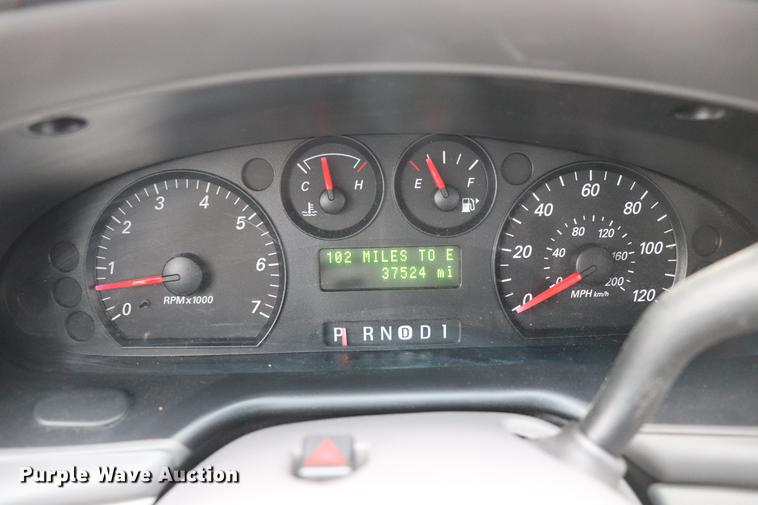 0 1 2 3 4 5 6 7
RPMx1000
C H
E F
102 MILES TO E
37524 mi
P RNDD1
0 20 40 60 80 100 120
40 80 120 160 200
MPH km/h
Purple Wave Auction